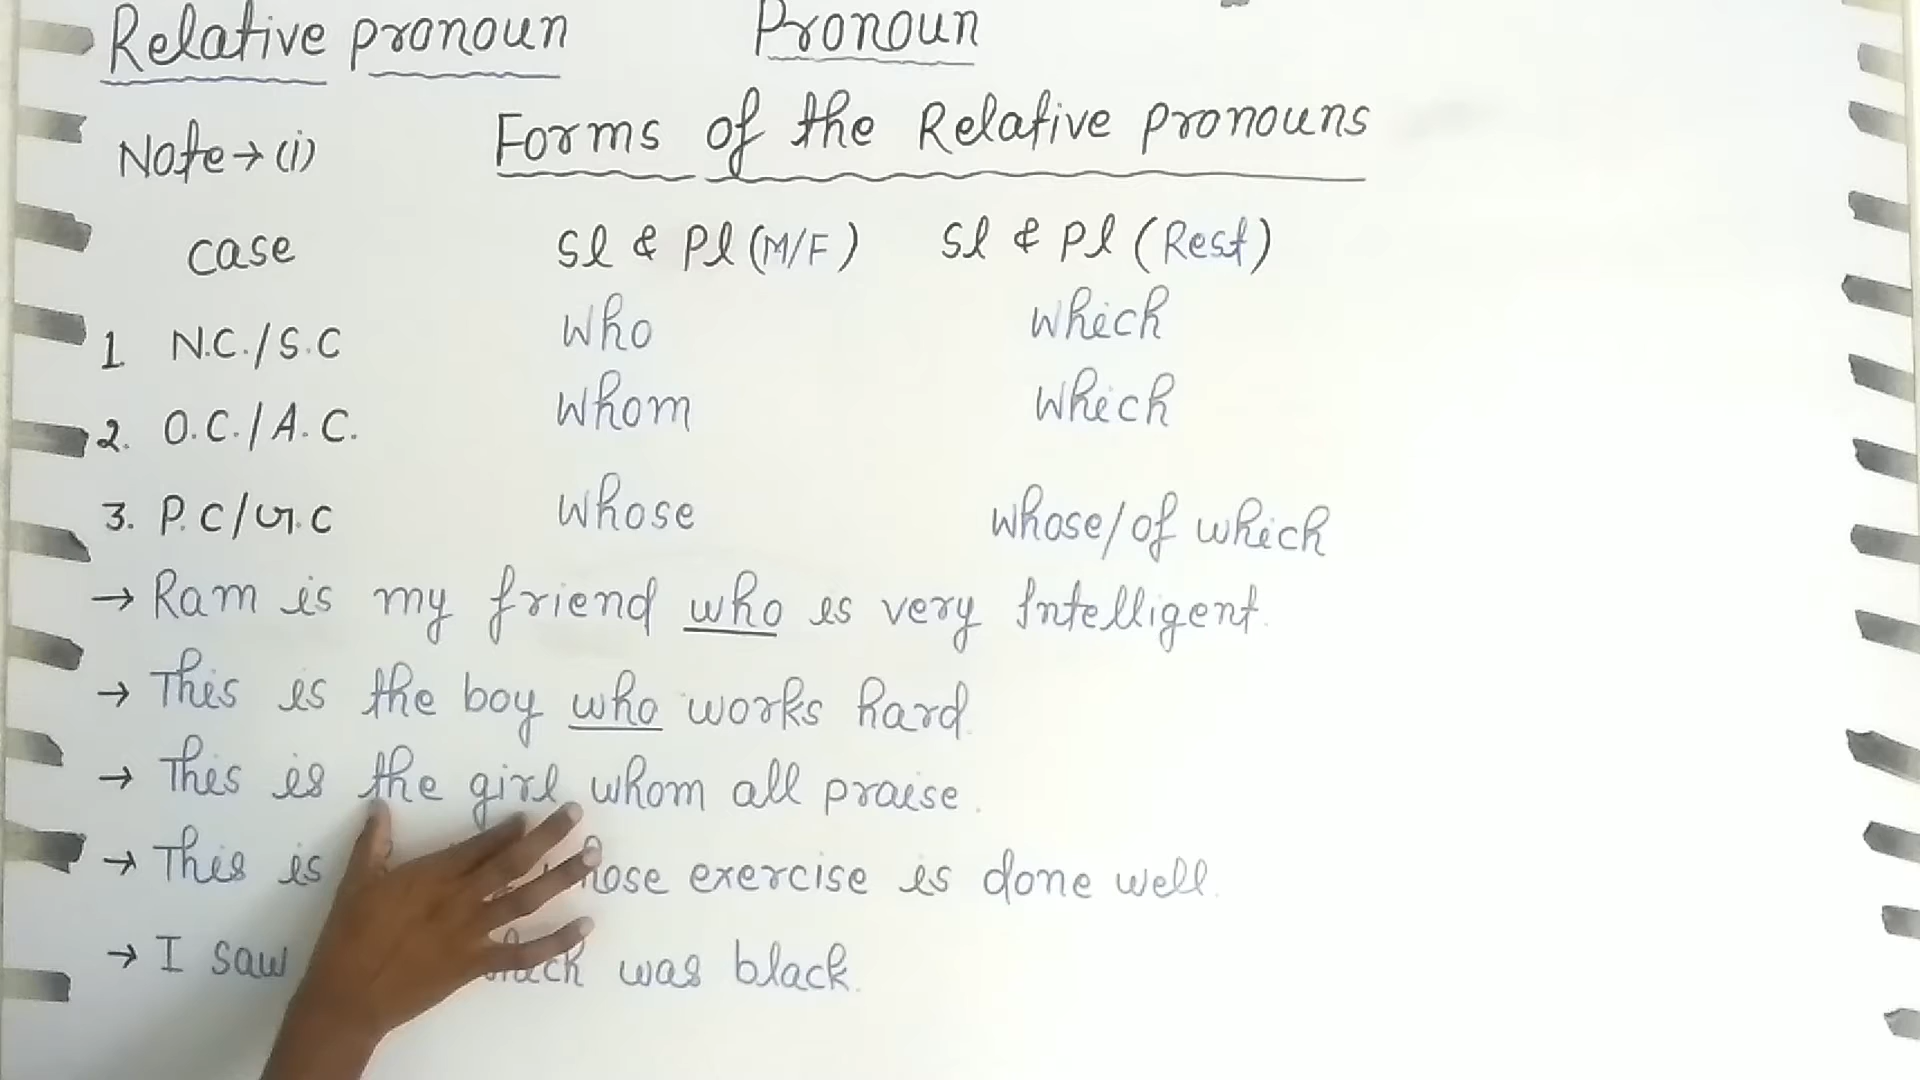 Relative pronoun Pronoun
Note→(i) Forms of the Relative pronouns
case Sl & Pl (M/F) Sl & Pl (Rest)
1 N.C./S.C who which
2. O.C./A.C. whom which
3. P.C/G.C whose whose/of which
→ Ram is my friend who is very Intelligent.
→ This is the boy who works hard.
→ This is the girl whom all praise.
→ This is whose exercise is done well.
→ I saw which was black.